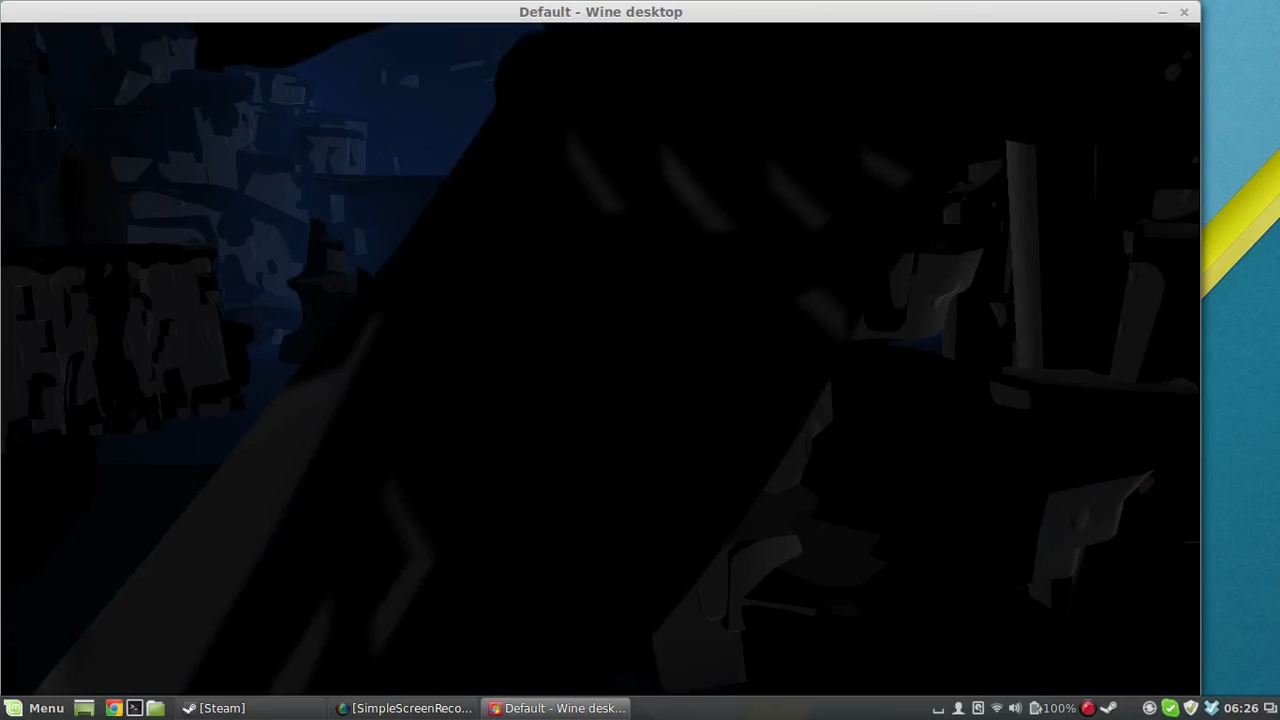 Default - Wine desktop
Menu
[Steam]
[SimpleScreenReco...
Default - Wine desk...
100%
06:26